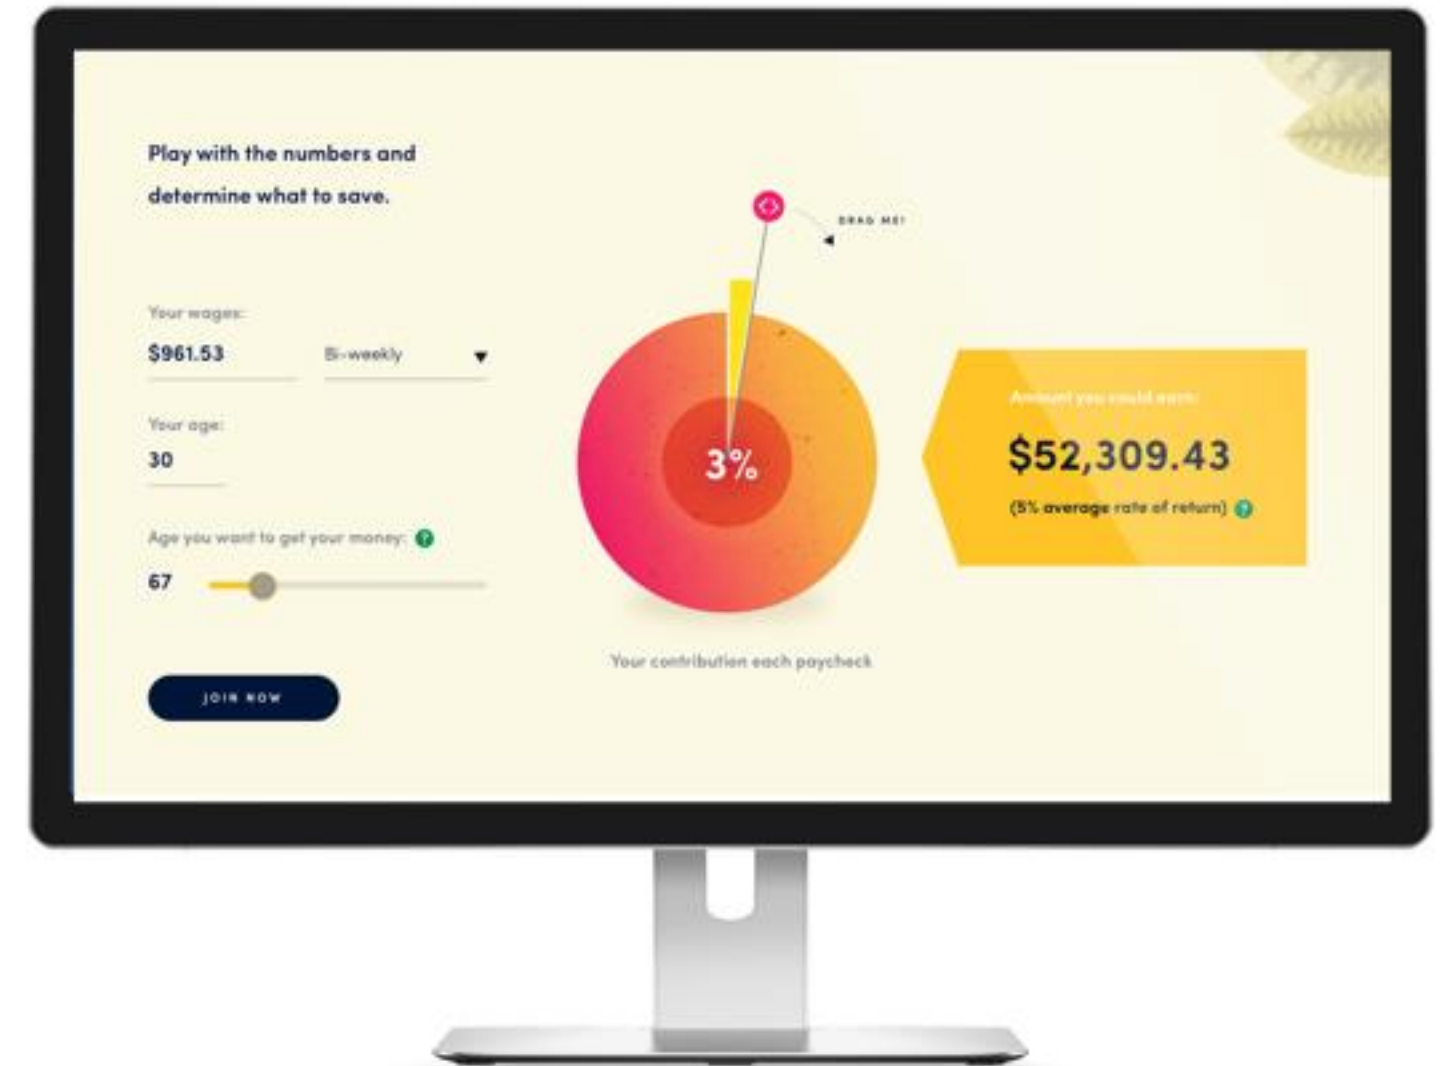 Play with the numbers and
determine what to save.
DRAG ME!
Your wages:
$961.53
Bi-weekly
Your age:
30
Age you want to get your money: ?
67
JOIN NOW
3%
Your contribution each paycheck
Amount you could earn:
$52,309.43
(5% average rate of return) ?